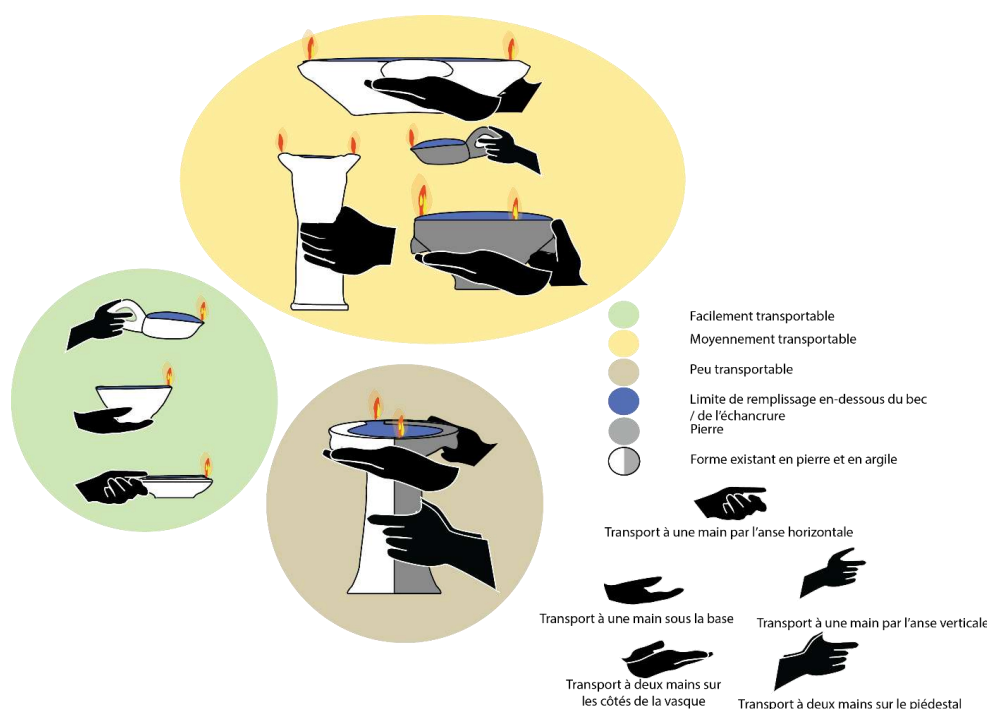 Facilement transportable
Moyennement transportable
Peu transportable
Limite de remplissage en-dessous du bec
/ de l'échancrure
Pierre
Forme existant en pierre et en argile
Transport à une main par l'anse horizontale
Transport à une main sous la base
Transport à une main par l'anse verticale
Transport à deux mains sur
les côtés de la vasque
Transport à deux mains sur le piédestal